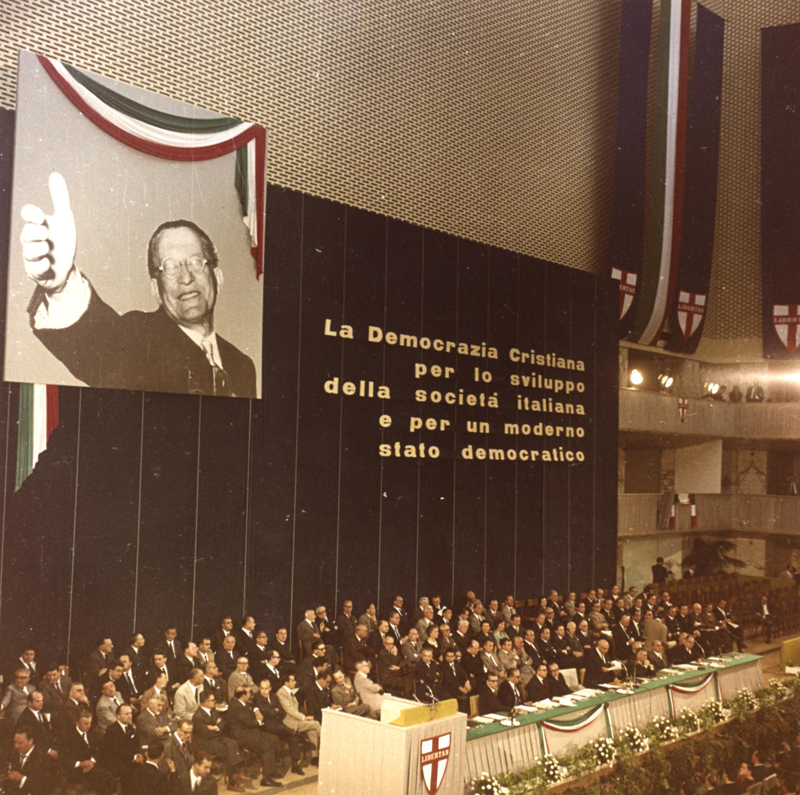 La Democrazia Cristiana
per lo sviluppo
della società italiana
e per un moderno
stato democratico
LIBERTAS
LIBERTAS
LIBERTAS
LIBERTAS